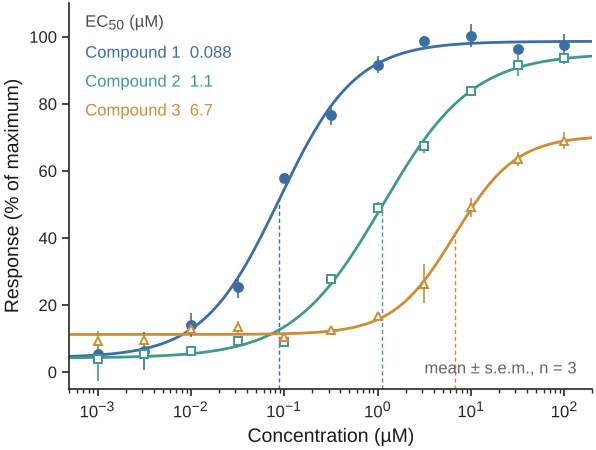 EC50 (µM)
Compound 1 0.088
Compound 2 1.1
Compound 3 6.7
100
80
60
40
20
0
Response (% of maximum)
mean ± s.e.m., n = 3
10−3 10−2 10−1 100 101 102
Concentration (µM)